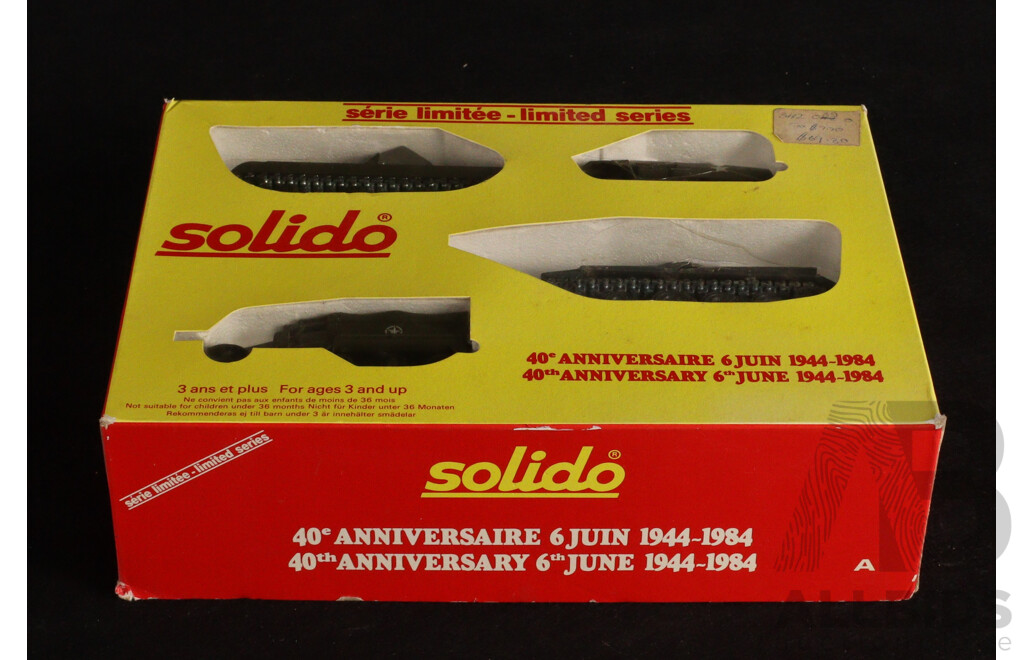 série limitée - limited series
solido®
40e ANNIVERSAIRE 6 JUIN 1944-1984
40th ANNIVERSARY 6th JUNE 1944-1984
3 ans et plus For ages 3 and up
Ne convient pas aux enfants de moins de 36 mois
Not suitable for children under 36 months Nicht für Kinder unter 36 Monaten
Rekommenderas ej till barn under 3 år innehåller smådelar
série limitée - limited series
solido®
40e ANNIVERSAIRE 6 JUIN 1944-1984
40th ANNIVERSARY 6th JUNE 1944-1984
A
ALLBIDS